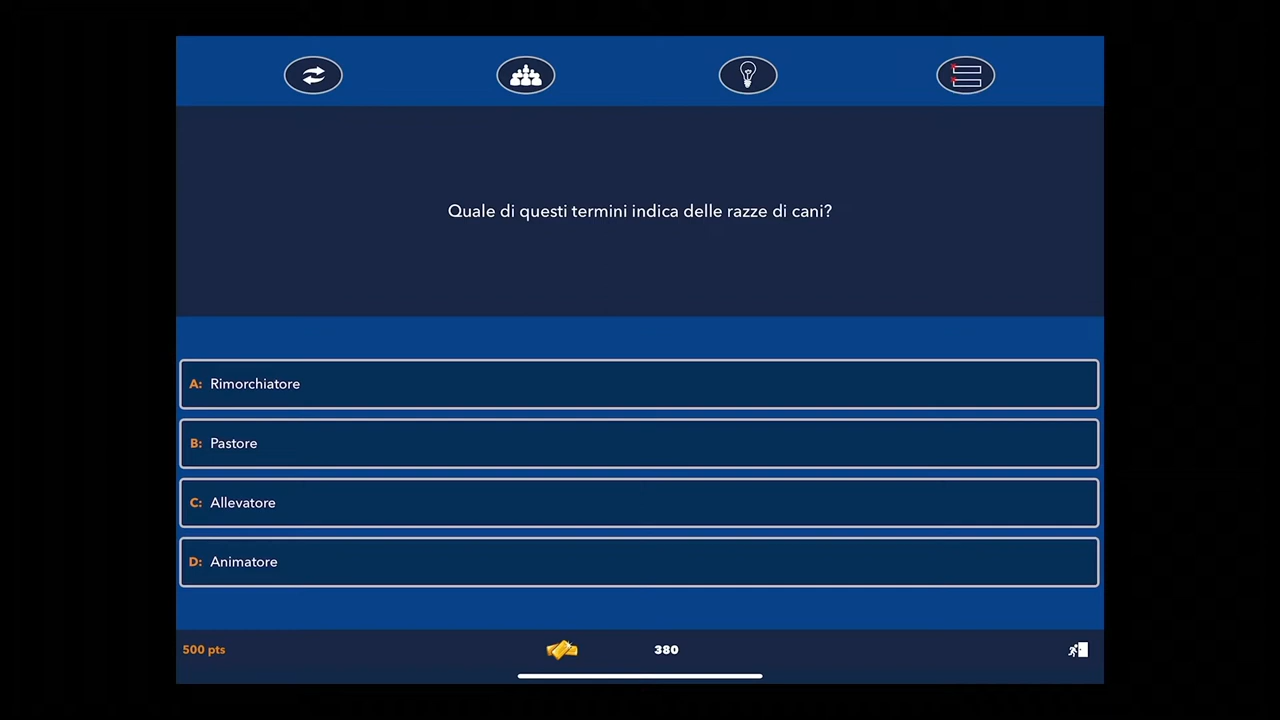 Quale di questi termini indica delle razze di cani?
A: Rimorchiatore
B: Pastore
C: Allevatore
D: Animatore
500 pts 380